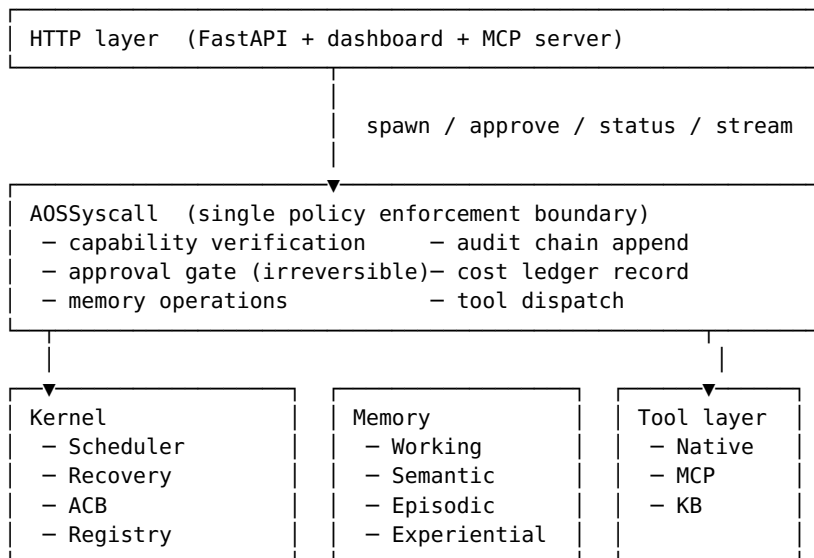 HTTP layer (FastAPI + dashboard + MCP server)
spawn / approve / status / stream
AOSSyscall (single policy enforcement boundary)
— capability verification — audit chain append
— approval gate (irreversible)— cost ledger record
— memory operations — tool dispatch
Kernel
— Scheduler
— Recovery
— ACB
— Registry
Memory
— Working
— Semantic
— Episodic
— Experiential
Tool layer
— Native
— MCP
— KB